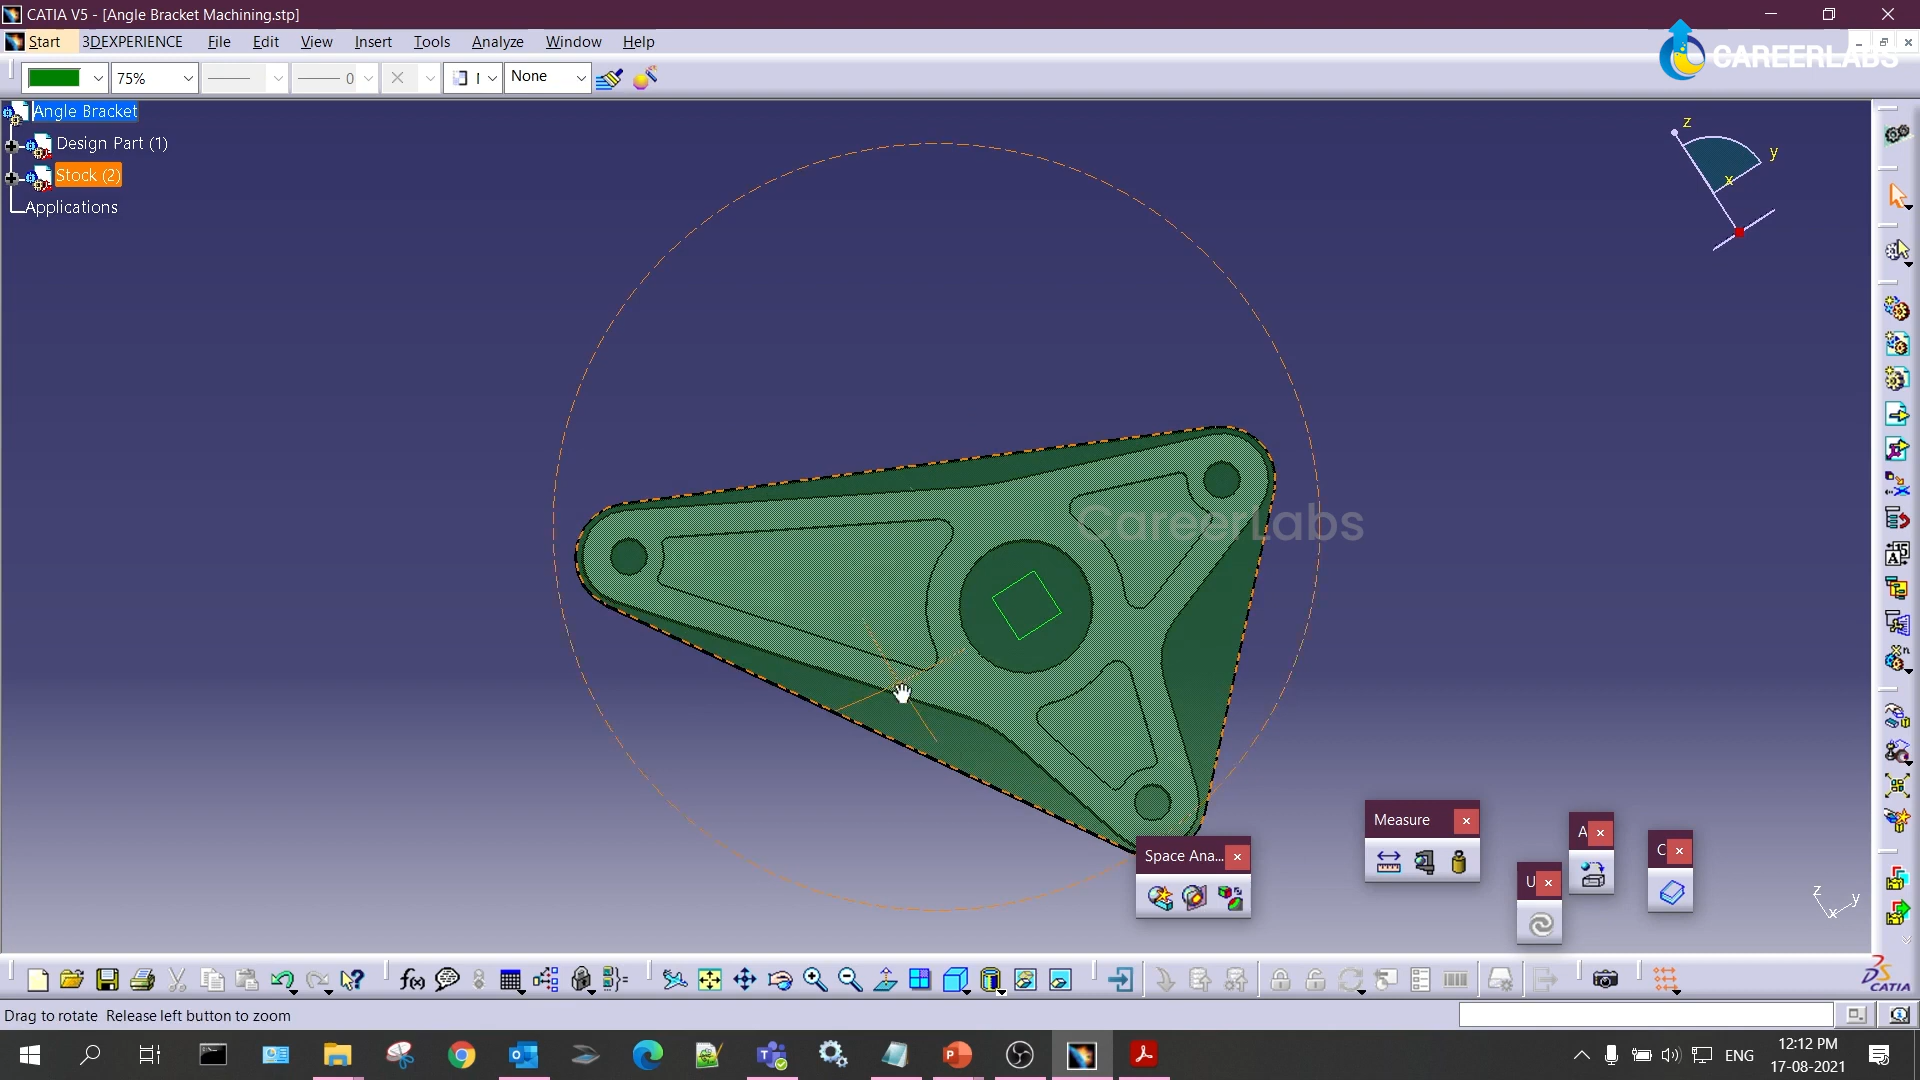 CATIA V5 - [Angle Bracket Machining.stp]
Start 3DEXPERIENCE File Edit View Insert Tools Analyze Window Help
CAREERLABS
75% 0 None
Angle Bracket
Design Part (1)
Stock (2)
Applications
z
y
x
CareerLabs
Space Ana...
Measure
U
A
C
z
y
x
CATIA
Drag to rotate Release left button to zoom
ENG
12:12 PM
17-08-2021